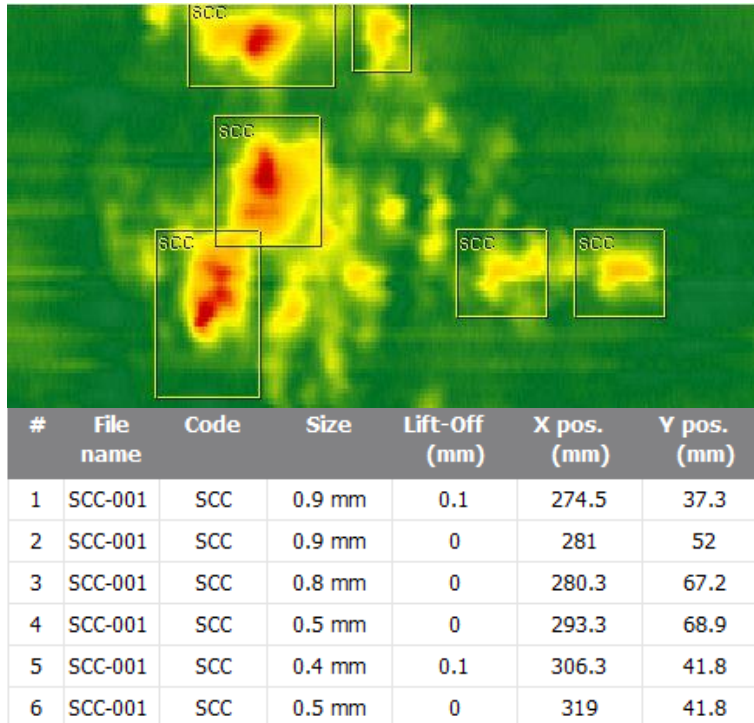 SCC
SCC
SCC SCC SCC
# File name Code Size Lift-Off (mm) X pos. (mm) Y pos. (mm)
1 SCC-001 SCC 0.9 mm 0.1 274.5 37.3
2 SCC-001 SCC 0.9 mm 0 281 52
3 SCC-001 SCC 0.8 mm 0 280.3 67.2
4 SCC-001 SCC 0.5 mm 0 293.3 68.9
5 SCC-001 SCC 0.4 mm 0.1 306.3 41.8
6 SCC-001 SCC 0.5 mm 0 319 41.8